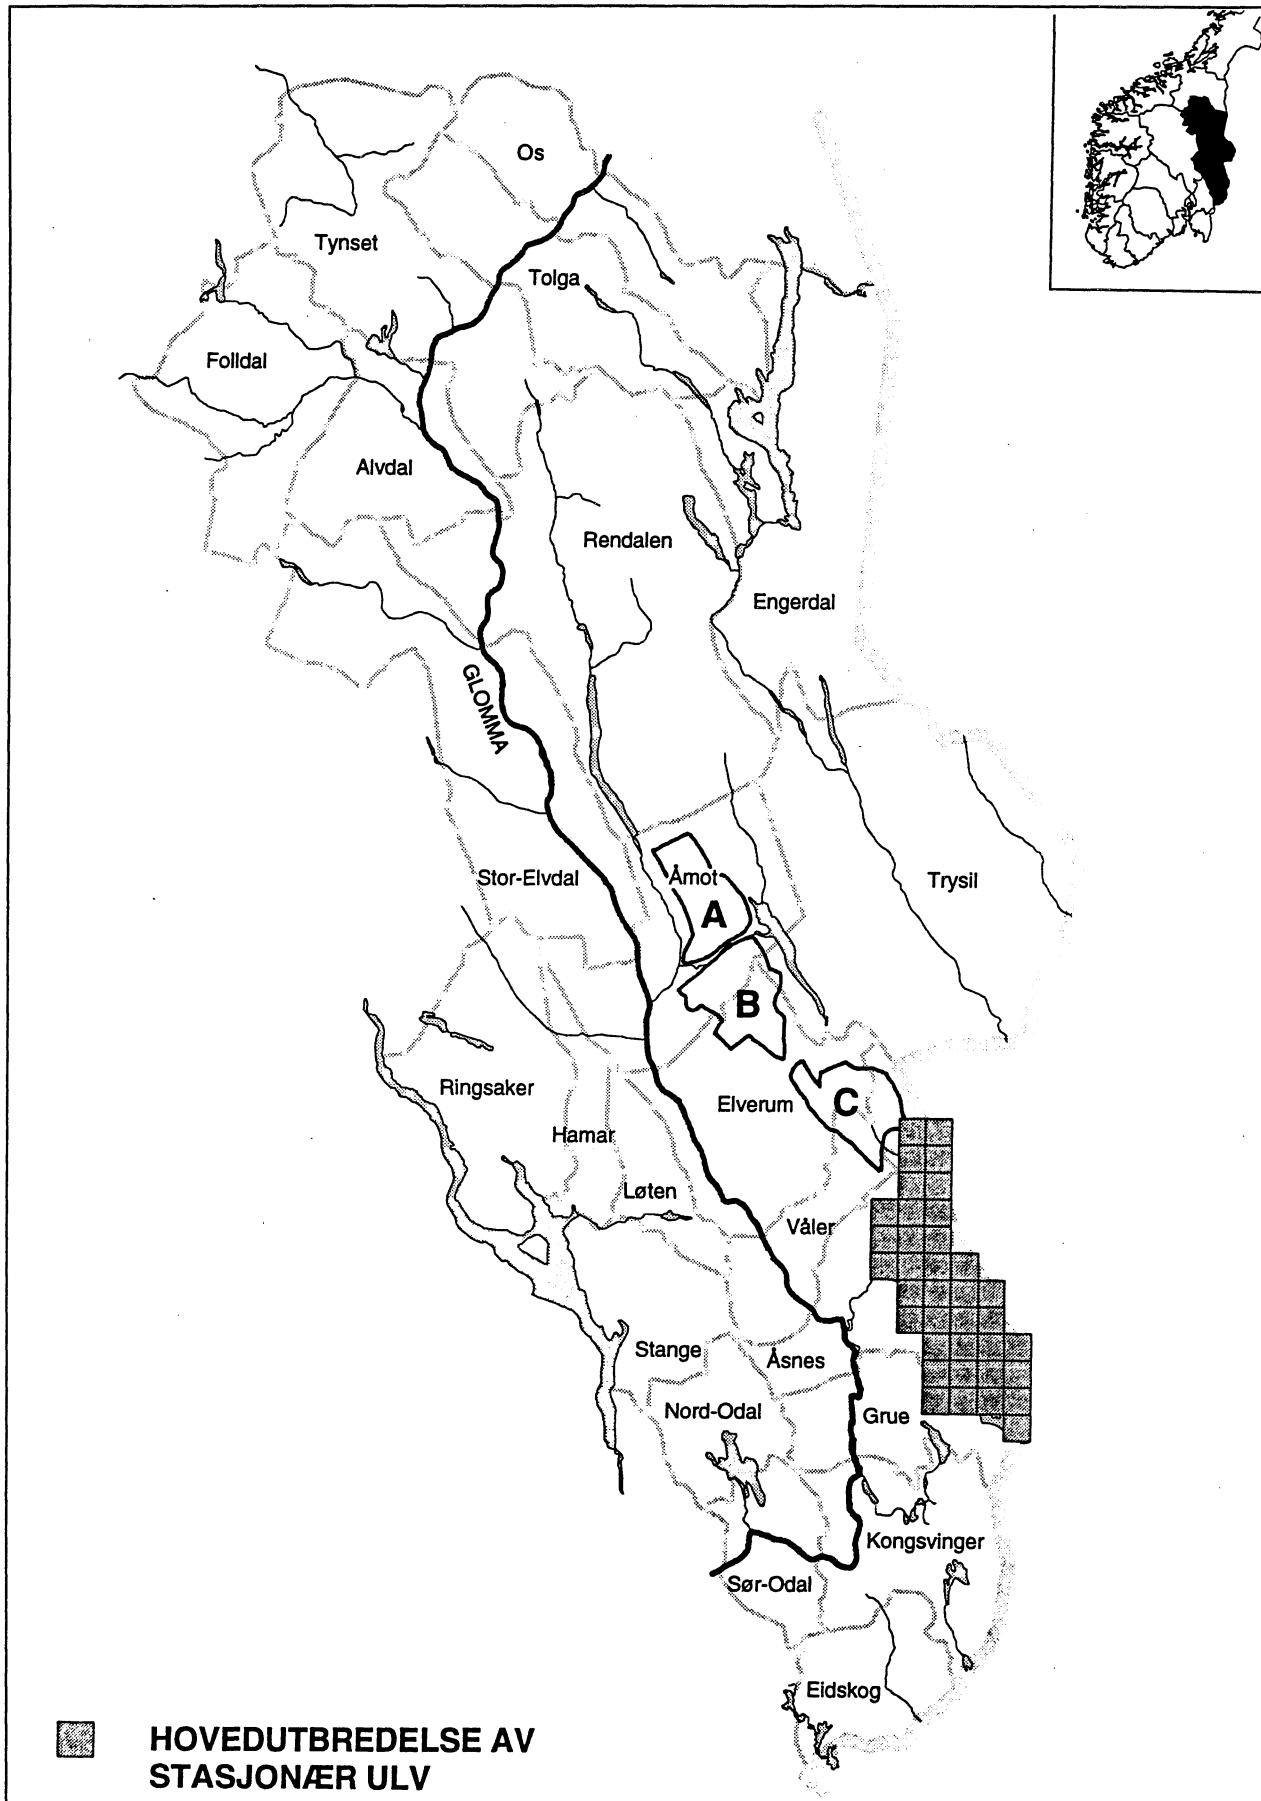 Os
Tynset
Tolga
Folldal
Alvdal
Rendalen
Engerdal
GLOMMA
Stor-Elvdal
Åmot
Trysil
A
B
Ringsaker
Elverum
C
Hamar
Løten
Våler
Stange
Åsnes
Nord-Odal
Grue
Kongsvinger
Sør-Odal
Eidskog
HOVEDUTBREDELSE AV
STASJONÆR ULV